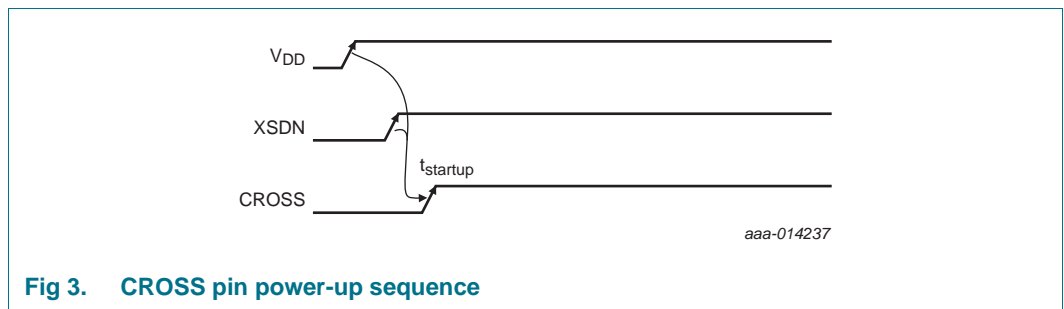 VDD
XSDN
tstartup
CROSS
aaa-014237
Fig 3. CROSS pin power-up sequence